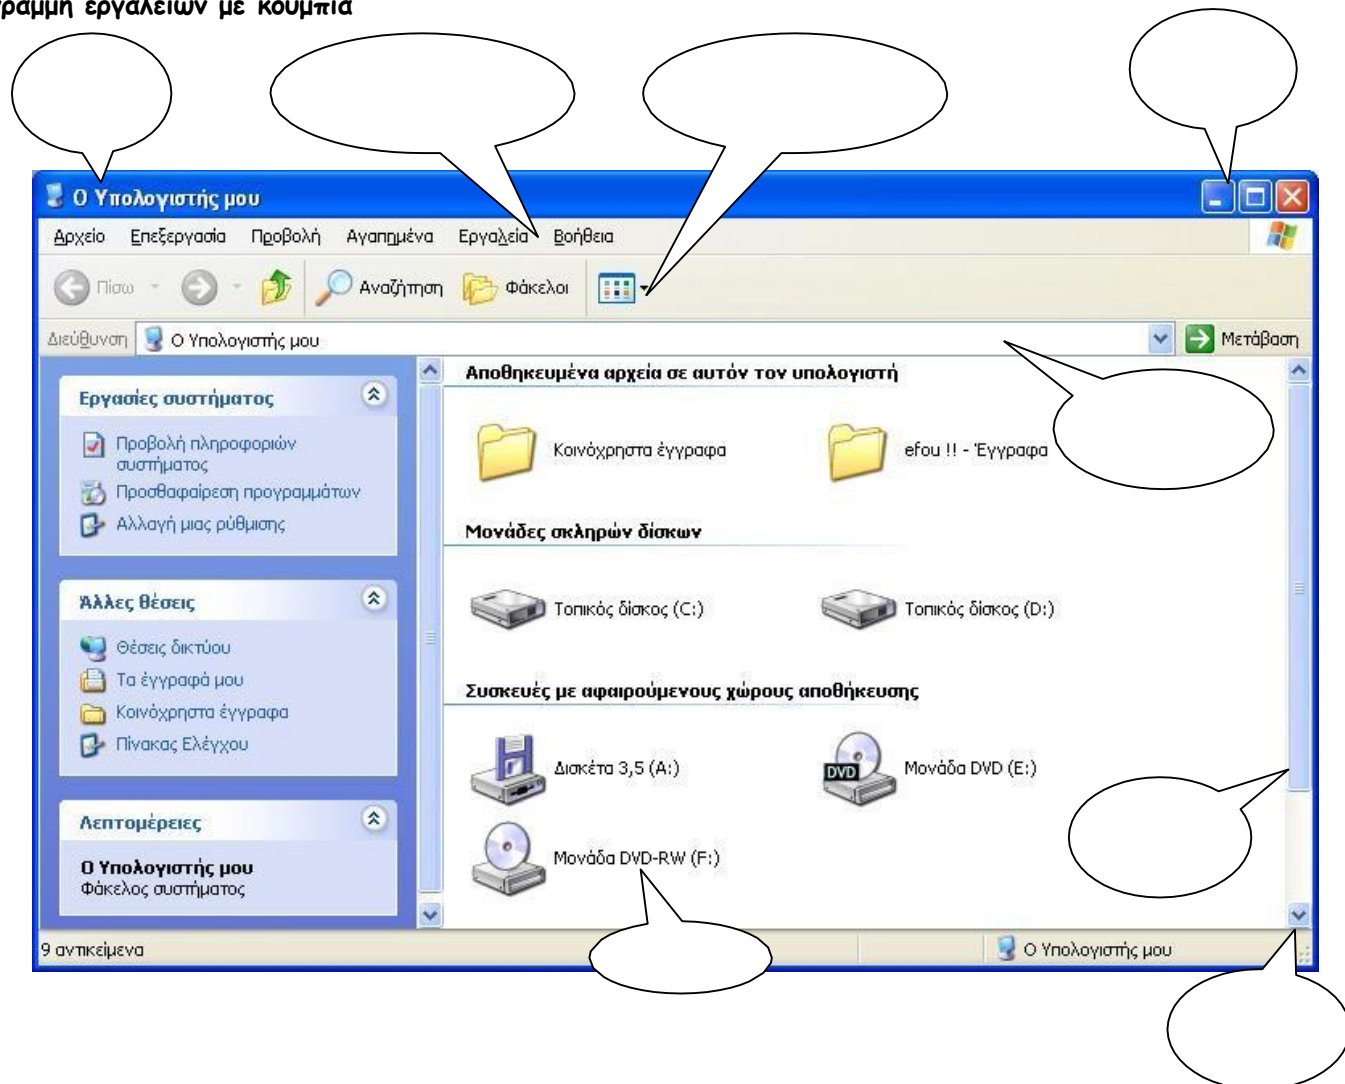 γραμμή εργαλείων με κουμπιά
Ο Υπολογιστής μου
Αρχείο Επεξεργασία Προβολή Αγαπημένα Εργαλεία Βοήθεια
Πίσω Αναζήτηση Φάκελοι
Διεύθυνση Ο Υπολογιστής μου Μετάβαση
Εργασίες συστήματος
Προβολή πληροφοριών
συστήματος
Προσθαφαίρεση προγραμμάτων
Αλλαγή μιας ρύθμισης
Άλλες θέσεις
Θέσεις δικτύου
Τα έγγραφά μου
Κοινόχρηστα έγγραφα
Πίνακας Ελέγχου
Λεπτομέρειες
Ο Υπολογιστής μου
Φάκελος συστήματος
Αποθηκευμένα αρχεία σε αυτόν τον υπολογιστή
Κοινόχρηστα έγγραφα efou !! - Έγγραφα
Μονάδες σκληρών δίσκων
Τοπικός δίσκος (C:) Τοπικός δίσκος (D:)
Συσκευές με αφαιρούμενους χώρους αποθήκευσης
Δισκέτα 3,5 (A:) DVD Μονάδα DVD (E:)
Μονάδα DVD-RW (F:)
9 αντικείμενα Ο Υπολογιστής μου